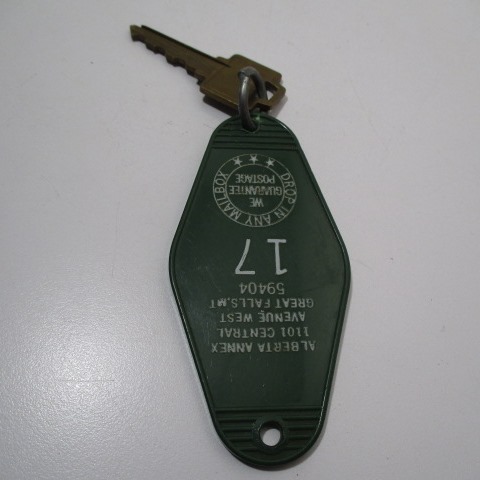 ALBERTA ANNEX
1101 CENTRAL
AVENUE WEST
GREAT FALLS, MT
59404
17
DROP IN ANY MAILBOX
WE
GUARANTEE
POSTAGE